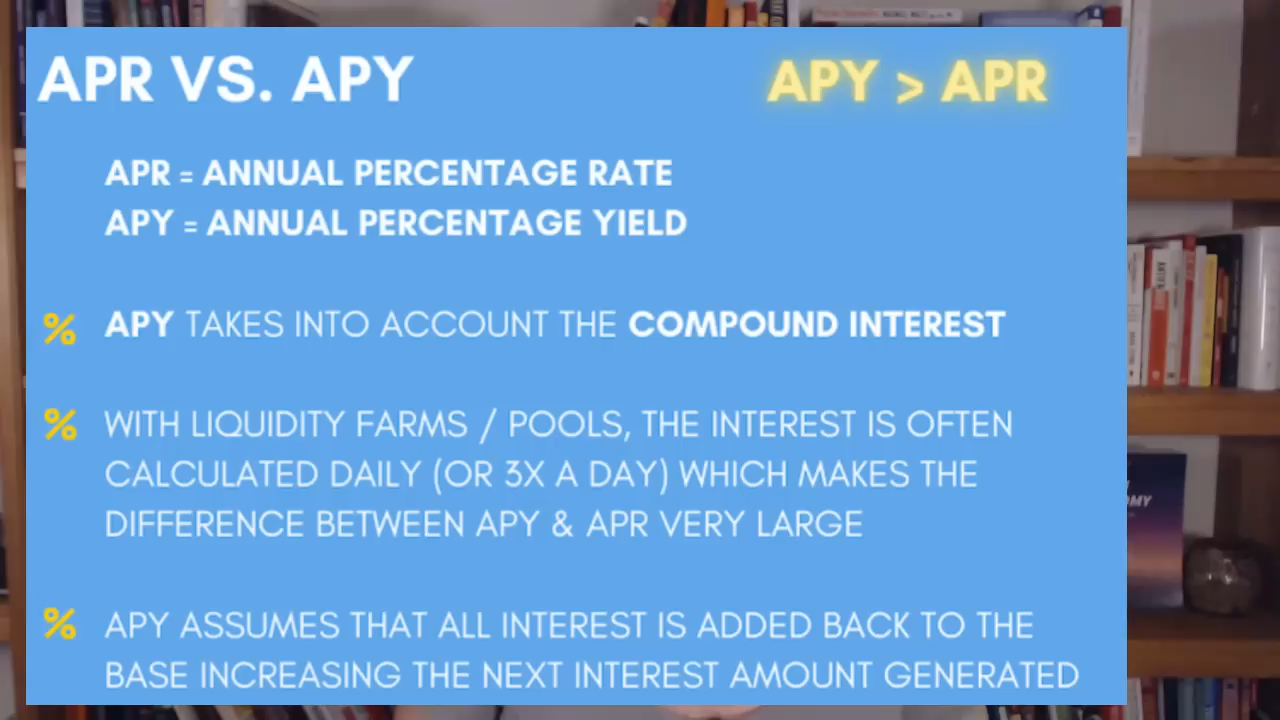 APR VS. APY
APY > APR
APR = ANNUAL PERCENTAGE RATE
APY = ANNUAL PERCENTAGE YIELD
% APY TAKES INTO ACCOUNT THE COMPOUND INTEREST
% WITH LIQUIDITY FARMS / POOLS, THE INTEREST IS OFTEN
CALCULATED DAILY (OR 3X A DAY) WHICH MAKES THE
DIFFERENCE BETWEEN APY & APR VERY LARGE
% APY ASSUMES THAT ALL INTEREST IS ADDED BACK TO THE
BASE INCREASING THE NEXT INTEREST AMOUNT GENERATED